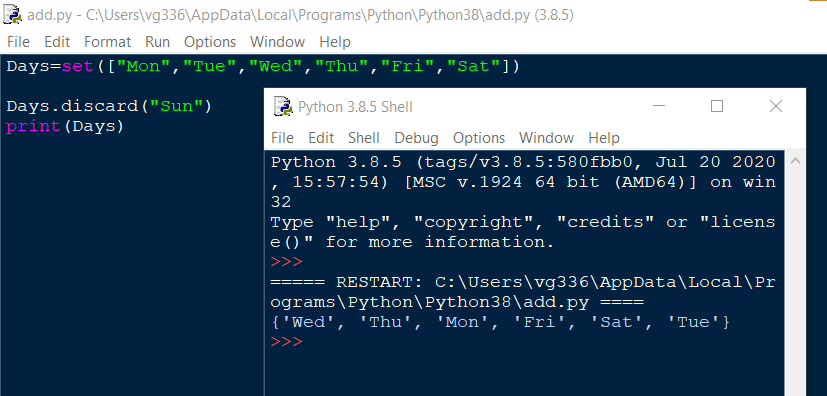 add.py - C:\Users\vg336\AppData\Local\Programs\Python\Python38\add.py (3.8.5)
File Edit Format Run Options Window Help
Days=set(["Mon","Tue","Wed","Thu","Fri","Sat"])
Days.discard("Sun")
print(Days)
Python 3.8.5 Shell
File Edit Shell Debug Options Window Help
Python 3.8.5 (tags/v3.8.5:580fbb0, Jul 20 2020
, 15:57:54) [MSC v.1924 64 bit (AMD64)] on win
32
Type "help", "copyright", "credits" or "licens
e()" for more information.
>>>
===== RESTART: C:\Users\vg336\AppData\Local\Pr
ograms\Python\Python38\add.py ====
{'Wed', 'Thu', 'Mon', 'Fri', 'Sat', 'Tue'}
>>>